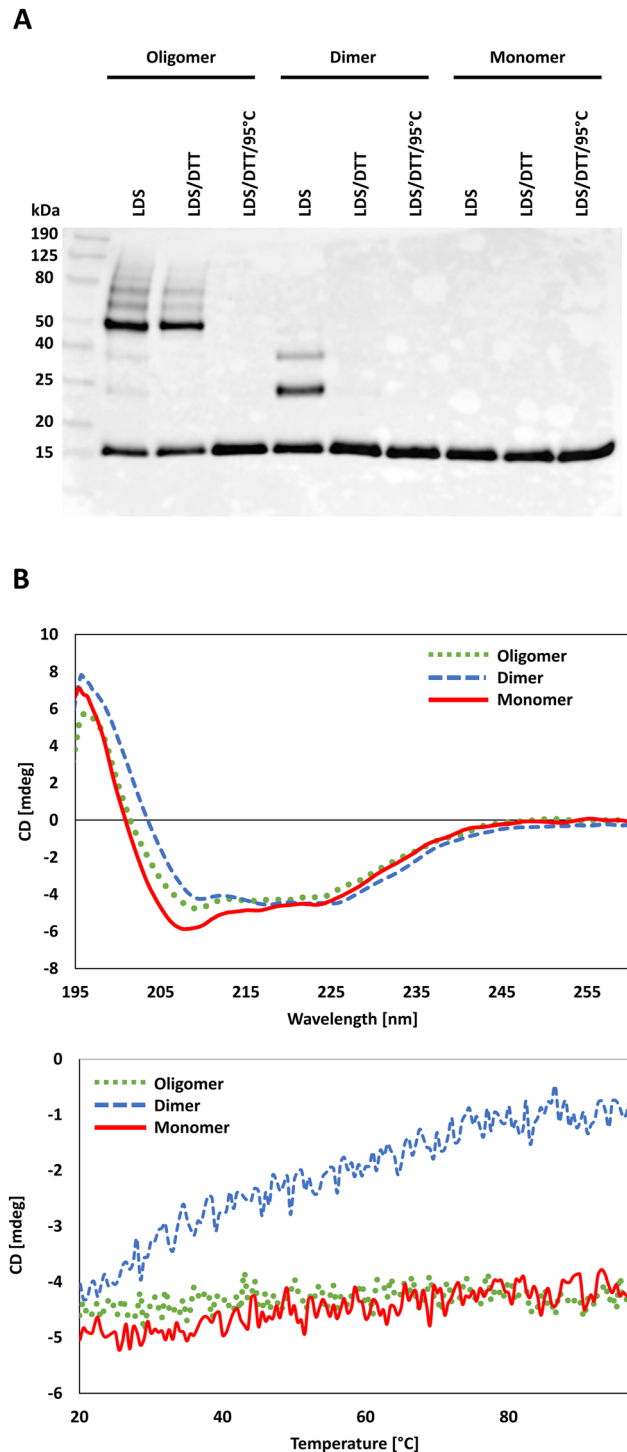 A
Oligomer Dimer Monomer
LDS LDS/DTT LDS/DTT/95°C LDS LDS/DTT LDS/DTT/95°C LDS LDS/DTT LDS/DTT/95°C
kDa
190
125
80
50
40
25
20
15
B
10
8
6
4
2
0
-2
-4
-6
-8
CD [mdeg]
Oligomer
Dimer
Monomer
195 205 215 225 235 245 255
Wavelength [nm]
0
-1
-2
-3
-4
-5
-6
CD [mdeg]
Oligomer
Dimer
Monomer
20 40 60 80
Temperature [°C]